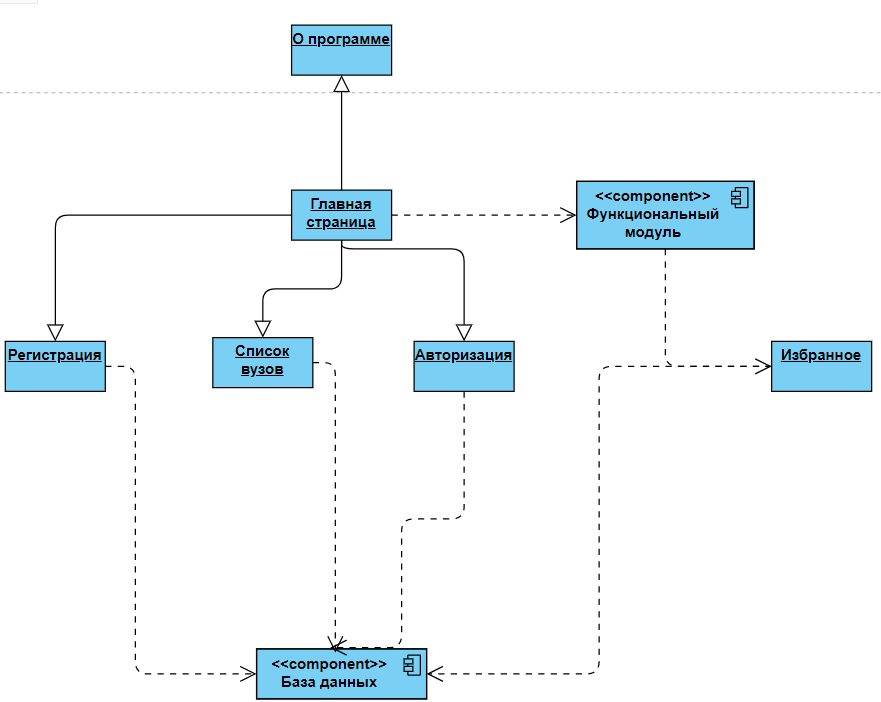 О программе
Главная
страница
<<component>>
Функциональный
модуль
Регистрация
Список
вузов
Авторизация
Избранное
<<component>>
База данных